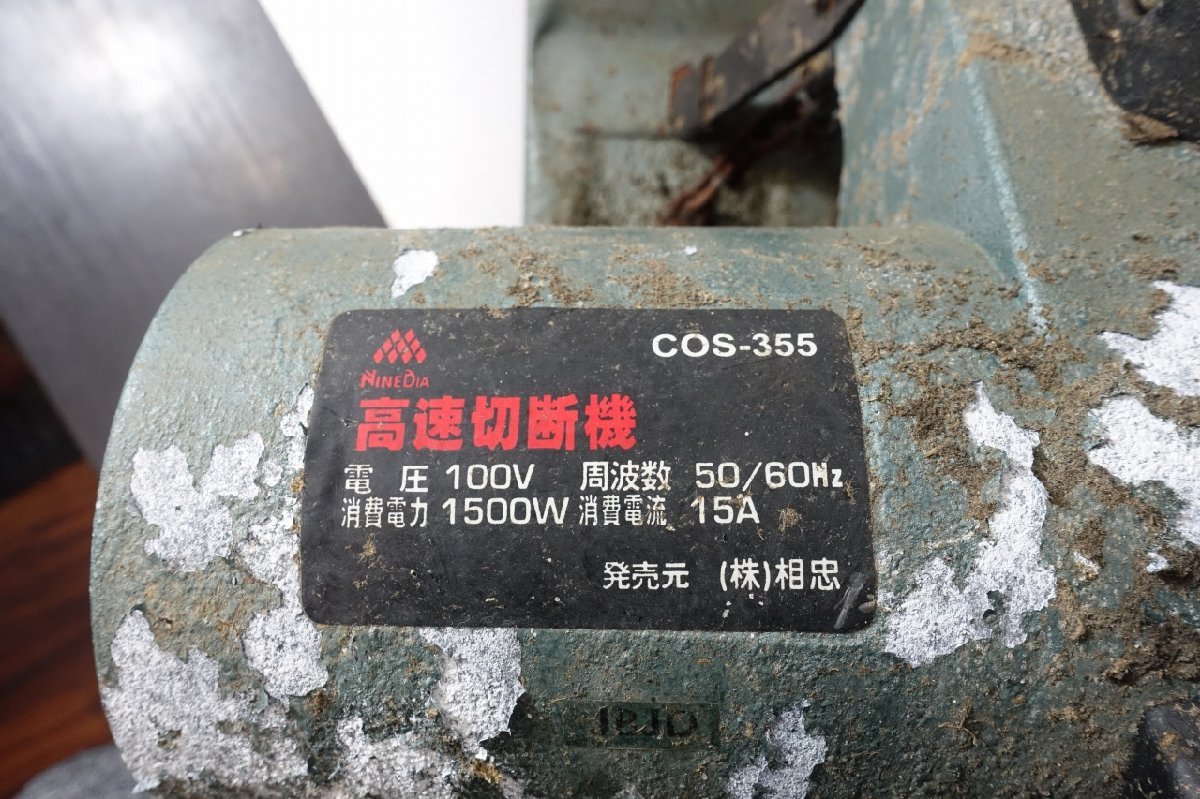 COS-355
NINEDIA
高速切断機
電圧 100V 周波数 50/60Hz
消費電力 1500W 消費電流 15A
発売元 (株)相忠